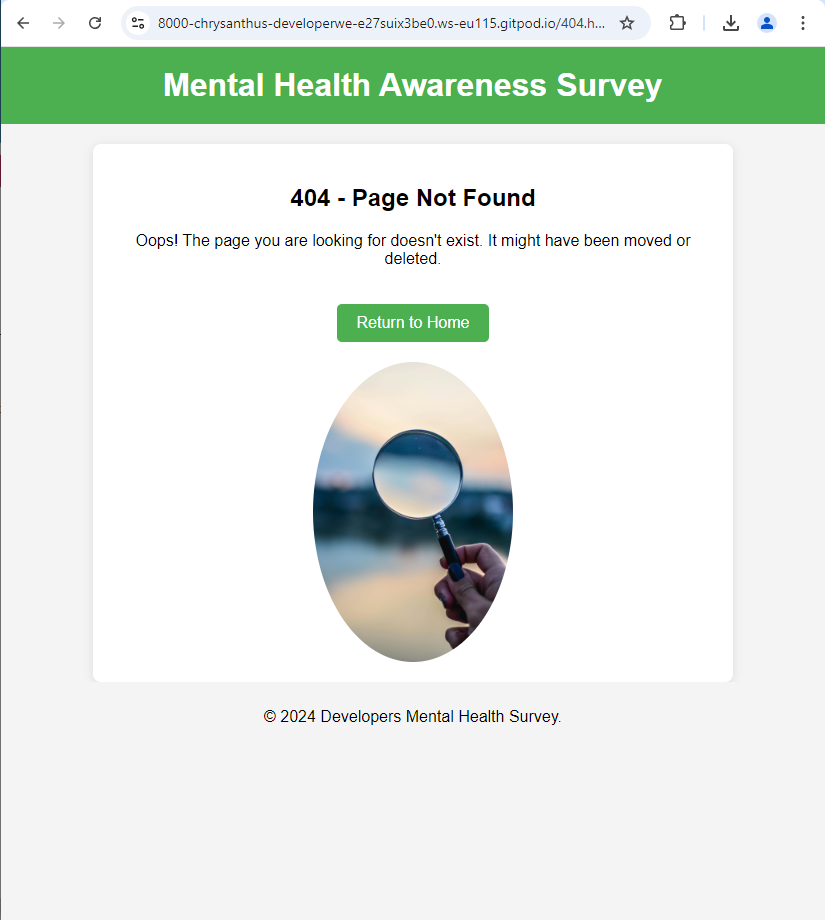 8000-chrysanthus-developerwe-e27suix3be0.ws-eu115.gitpod.io/404.h...
Mental Health Awareness Survey
404 - Page Not Found
Oops! The page you are looking for doesn't exist. It might have been moved or
deleted.
Return to Home
© 2024 Developers Mental Health Survey.